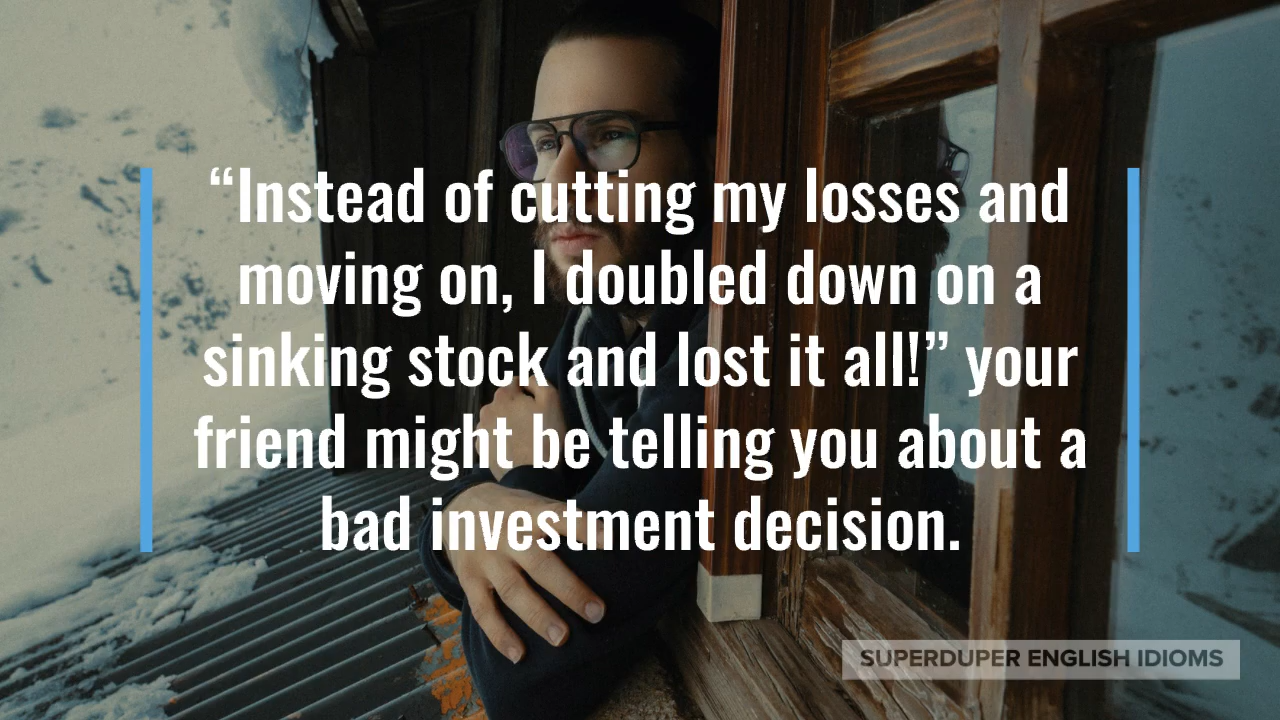 “Instead of cutting my losses and
moving on, I doubled down on a
sinking stock and lost it all!” your
friend might be telling you about a
bad investment decision.
SUPERDUPER ENGLISH IDIOMS